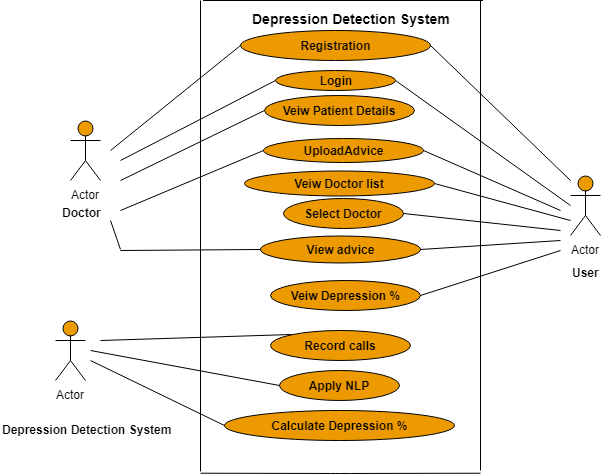 Depression Detection System
Registration
Login
Veiw Patient Details
UploadAdvice
Veiw Doctor list
Select Doctor
View advice
Veiw Depression %
Record calls
Apply NLP
Calculate Depression %
Actor
Doctor
Actor
User
Actor
Depression Detection System